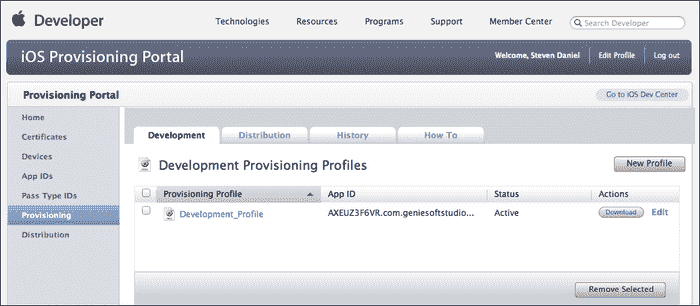 Developer
Technologies Resources Programs Support Member Center Search Developer
iOS Provisioning Portal
Welcome, Steven Daniel Edit Profile Log out
Provisioning Portal
Go to iOS Dev Center
Home
Certificates
Devices
App IDs
Pass Type IDs
Provisioning
Distribution
Development Distribution History How To
Development Provisioning Profiles
New Profile
Provisioning Profile App ID Status Actions
Development_Profile AXEUZ3F6VR.com.geniesoftstudio... Active Download Edit
Remove Selected